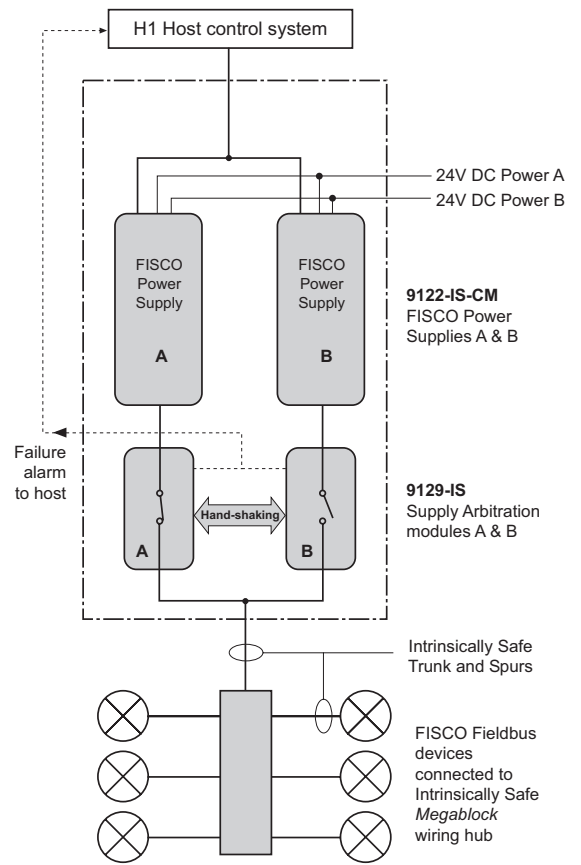 H1 Host control system
24V DC Power A
24V DC Power B
FISCO
Power
Supply
A
FISCO
Power
Supply
B
9122-IS-CM
FISCO Power
Supplies A & B
Failure
alarm
to host
Hand-shaking
A
B
9129-IS
Supply Arbitration
modules A & B
Intrinsically Safe
Trunk and Spurs
FISCO Fieldbus
devices
connected to
Intrinsically Safe
Megablock
wiring hub